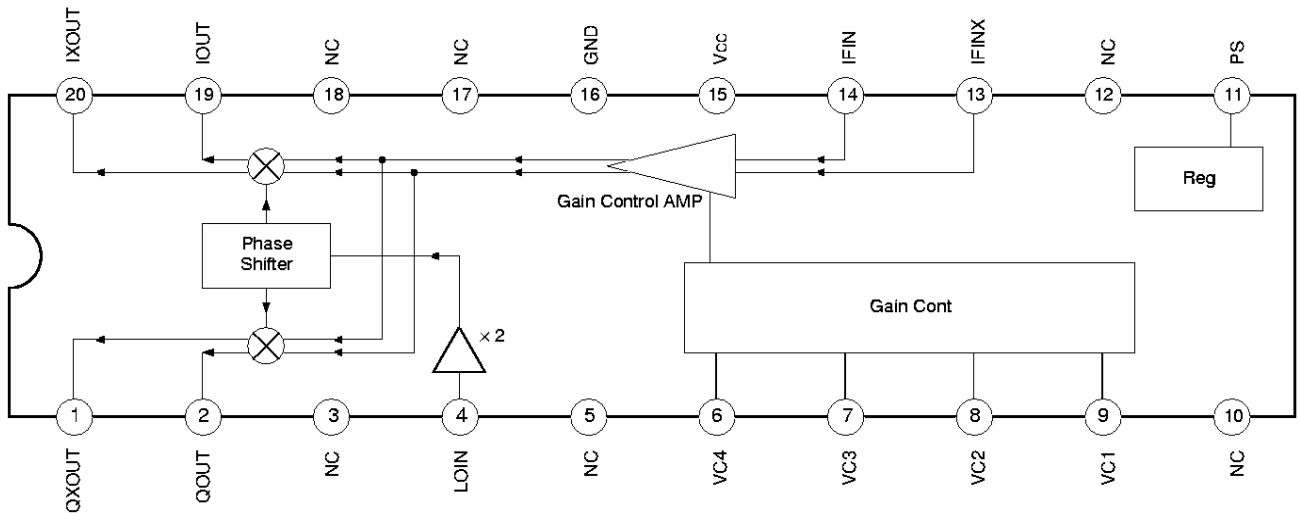 IXOUT
IOUT
NC
NC
GND
Vcc
IFIN
IFINX
NC
PS
20
19
18
17
16
15
14
13
12
11
Reg
Gain Control AMP
Phase
Shifter
Gain Cont
× 2
1
2
3
4
5
6
7
8
9
10
QXOUT
QOUT
NC
LOIN
NC
VC4
VC3
VC2
VC1
NC